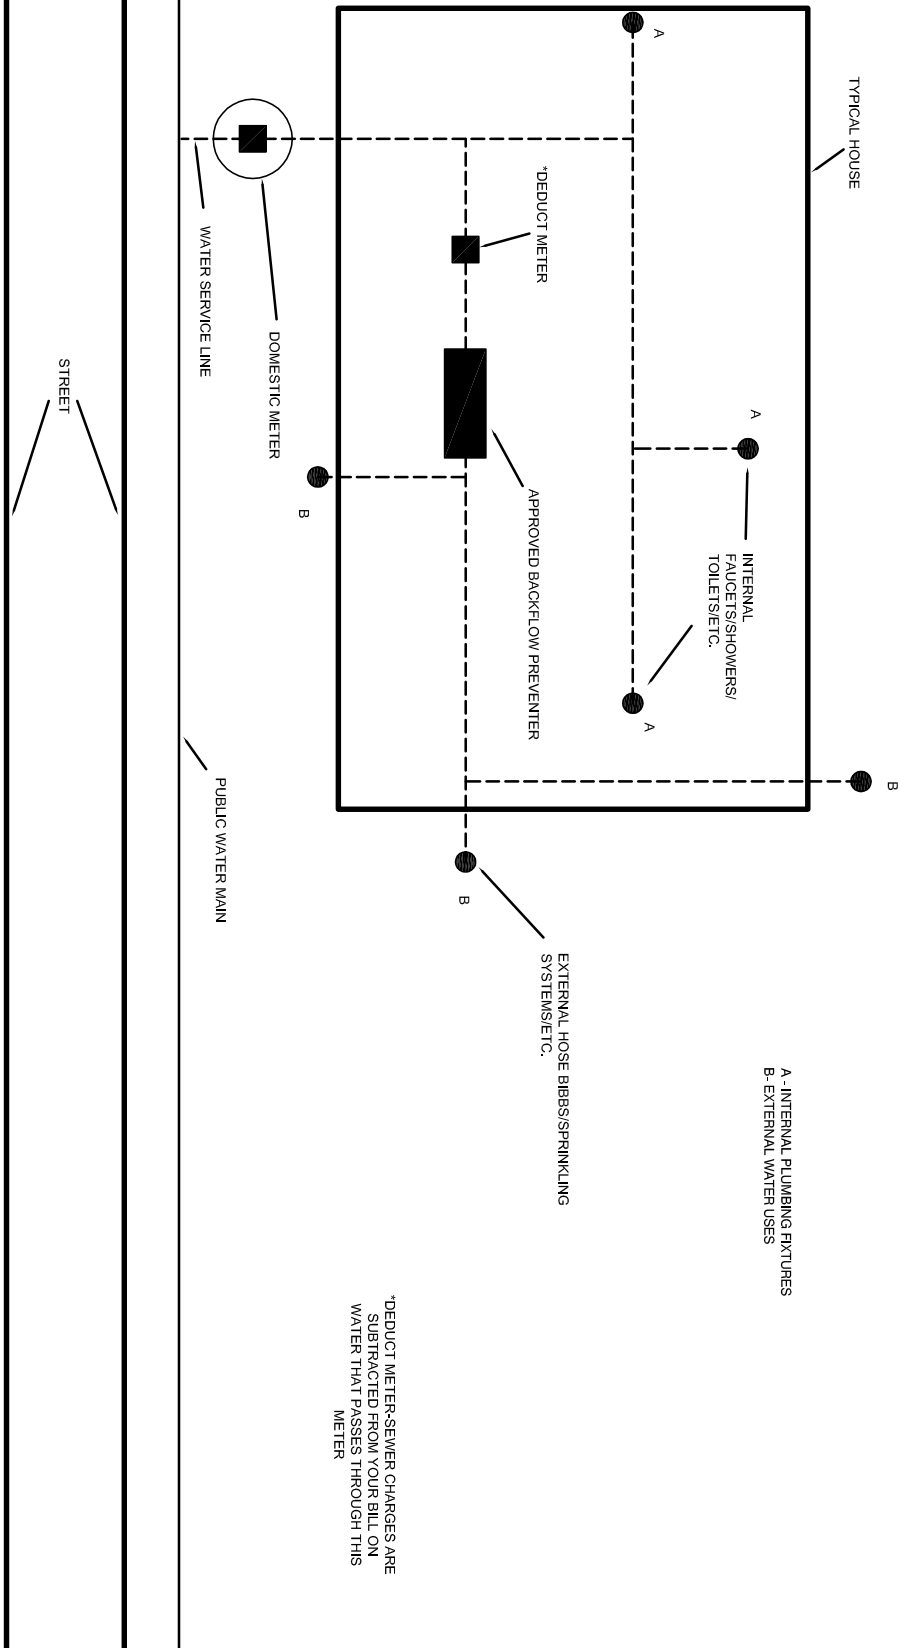 TYPICAL HOUSE
A
*DEDUCT METER
WATER SERVICE LINE
DOMESTIC METER
STREET
A
INTERNAL
FAUCETS/SHOWERS/
TOILETS/ETC.
A
APPROVED BACKFLOW PREVENTER
B
B
B
PUBLIC WATER MAIN
EXTERNAL HOSE BIBBS/SPRINKLING
SYSTEMS/ETC.
A - INTERNAL PLUMBING FIXTURES
B- EXTERNAL WATER USES
*DEDUCT METER-SEWER CHARGES ARE
SUBTRACTED FROM YOUR BILL ON
WATER THAT PASSES THROUGH THIS
METER